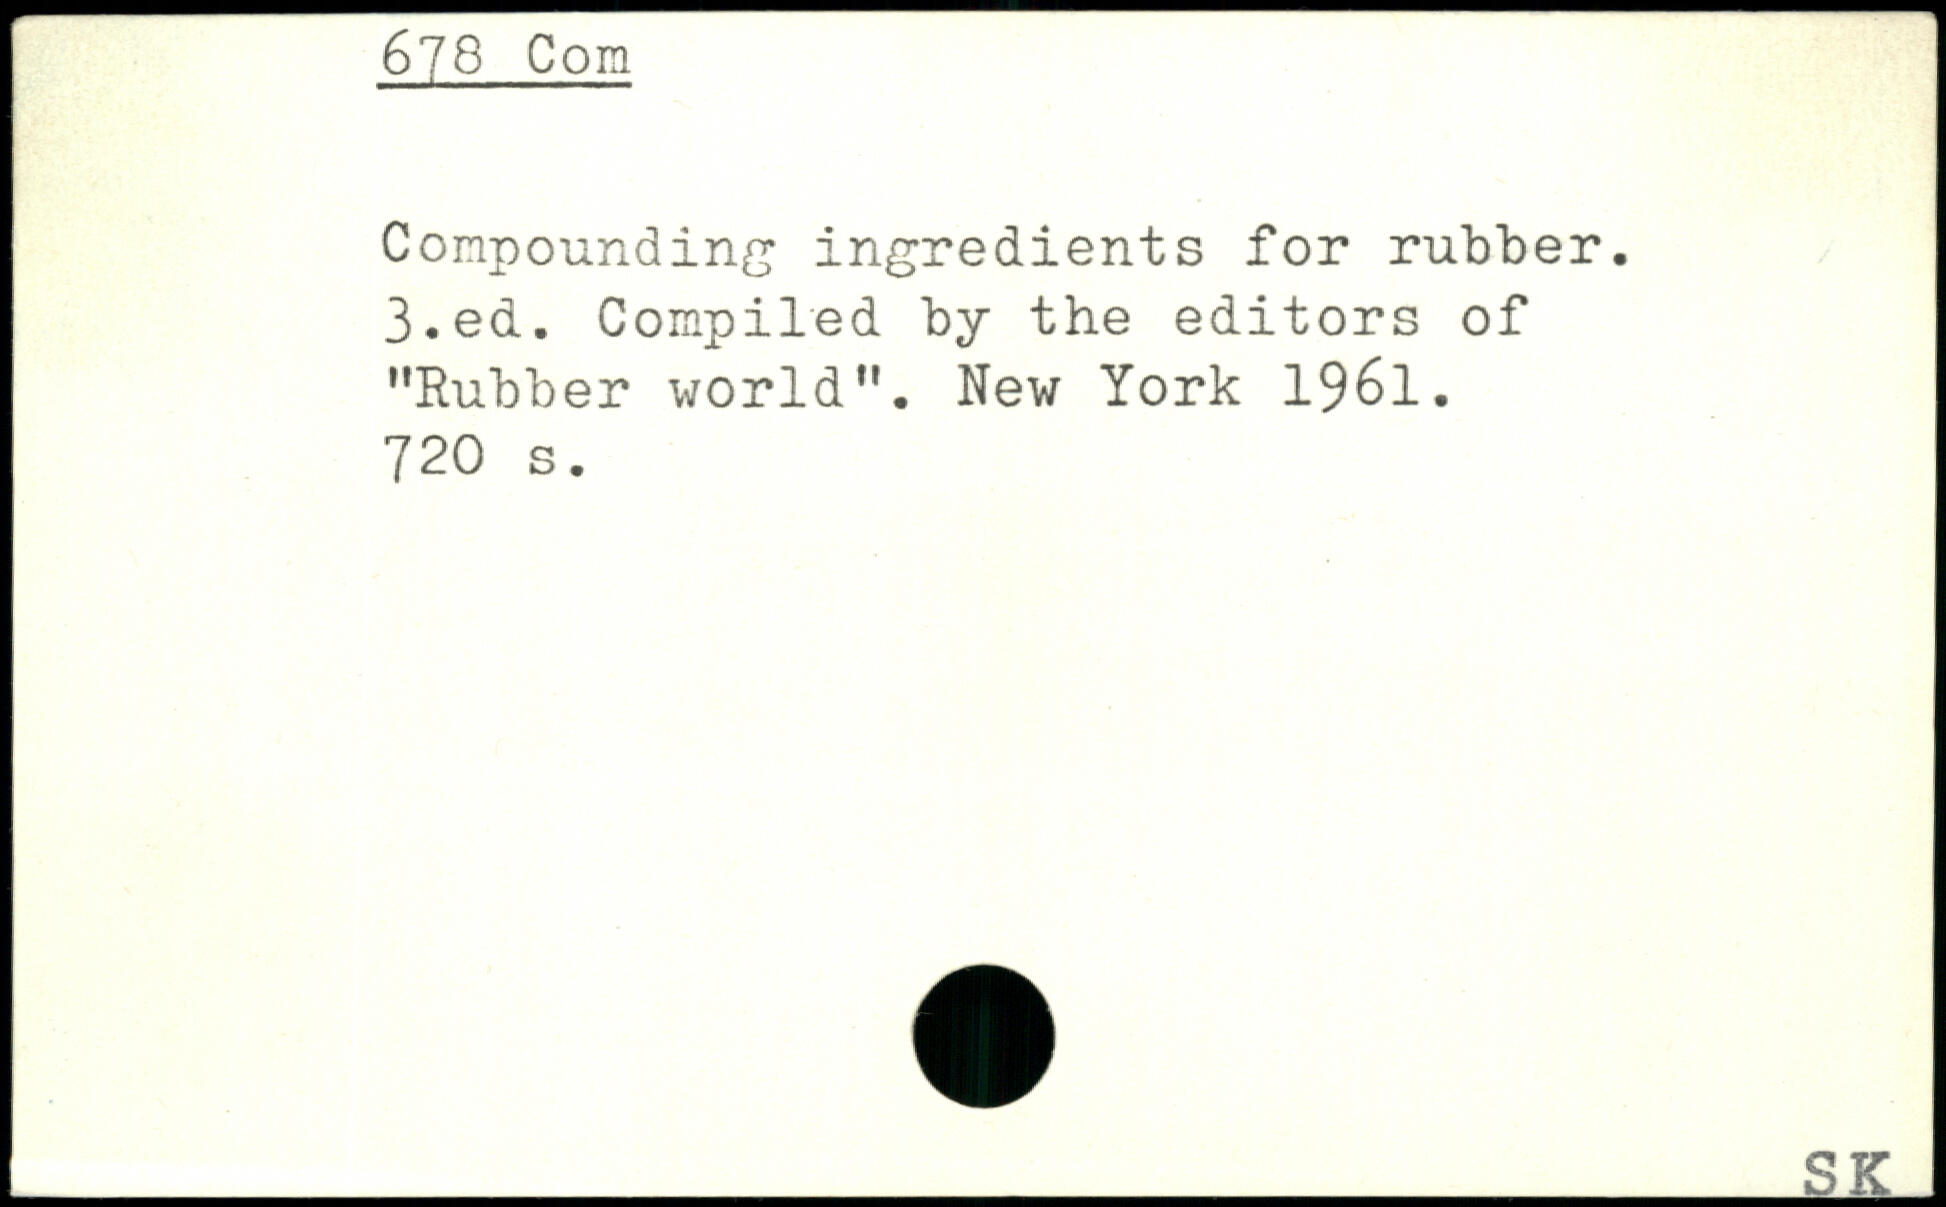 678 Com
Compounding ingredients for rubber.
3.ed. Compiled by the editors of
"Rubber world". New York 1961.
720 s.
SK